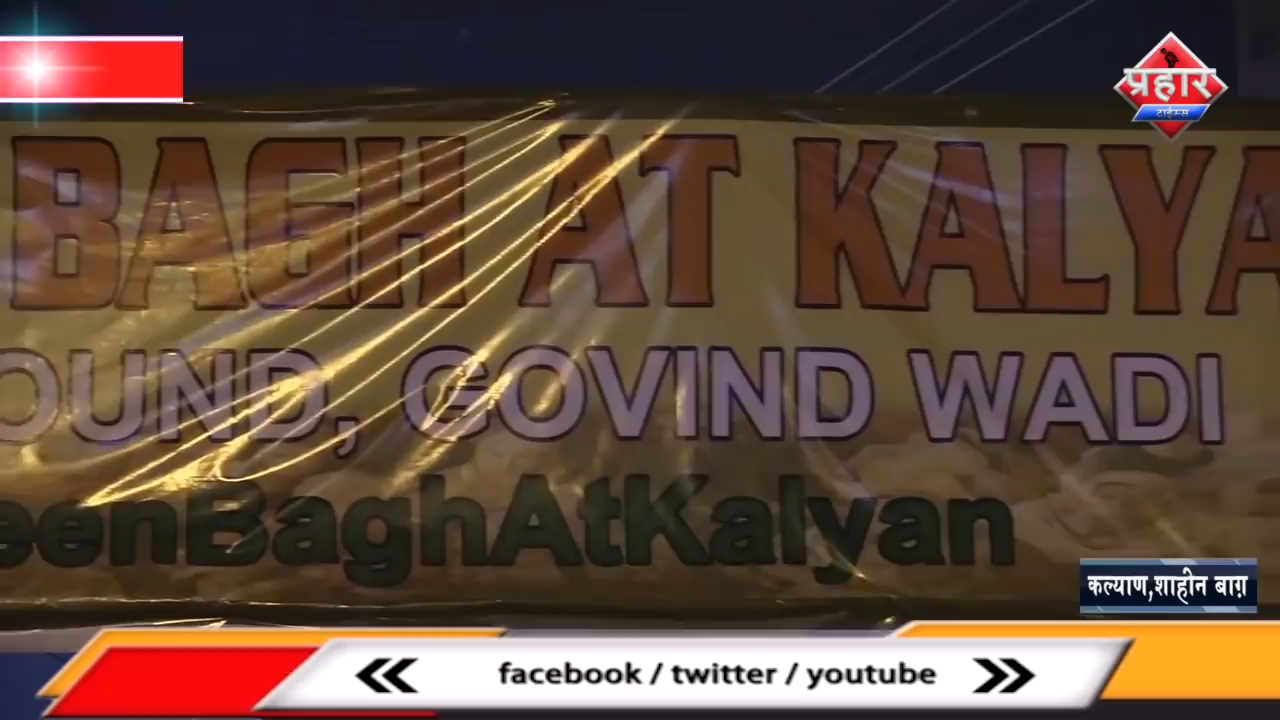 प्रहार
टाईम्स
BAGH AT KALYA
OUND, GOVIND WADI
eenBaghAtKalyan
कल्याण,शाहीन बाग़
facebook / twitter / youtube